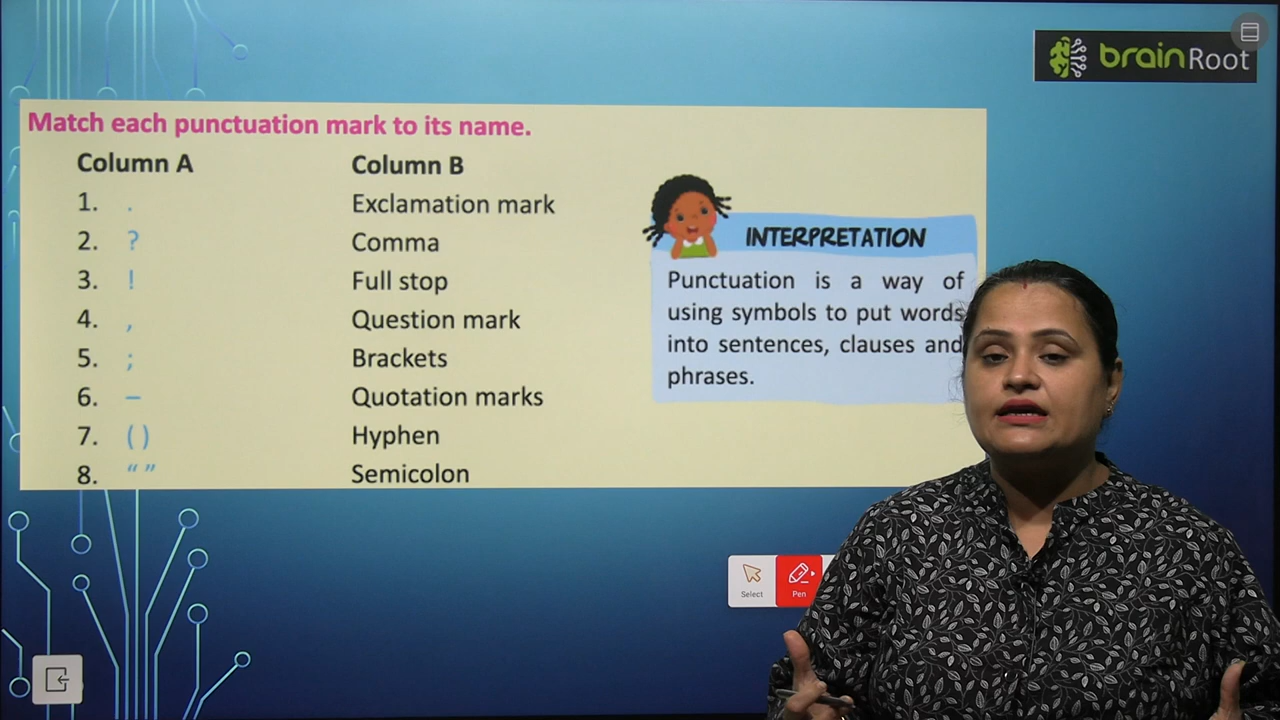 brainRoot
Match each punctuation mark to its name.
Column A Column B
1. . Exclamation mark
2. ? Comma
3. ! Full stop
4. , Question mark
5. ; Brackets
6. – Quotation marks
7. ( ) Hyphen
8. “ ” Semicolon
INTERPRETATION
Punctuation is a way of
using symbols to put words
into sentences, clauses and
phrases.
Select Pen